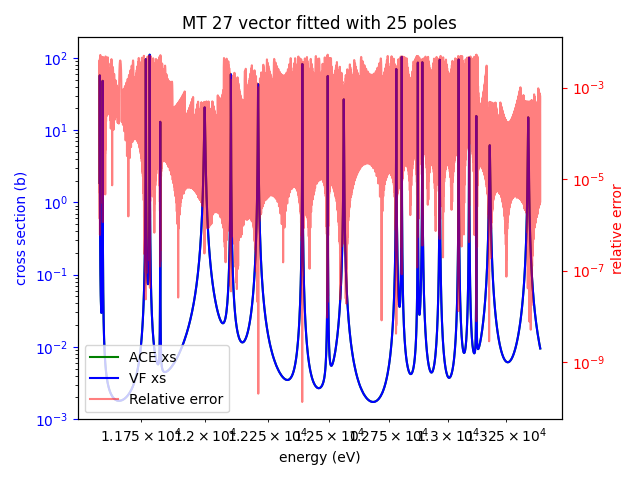 MT 27 vector fitted with 25 poles
cross section (b)
10²
10¹
10⁰
10⁻¹
10⁻²
10⁻³
10⁻³
10⁻⁵
10⁻⁷
10⁻⁹
relative error
ACE xs
VF xs
Relative error
1.175 × 10⁴ 1.2 × 10⁴ 1.225 × 10⁴ 1.25 × 10⁴ 1.275 × 10⁴ 1.3 × 10⁴ 1.325 × 10⁴
energy (eV)